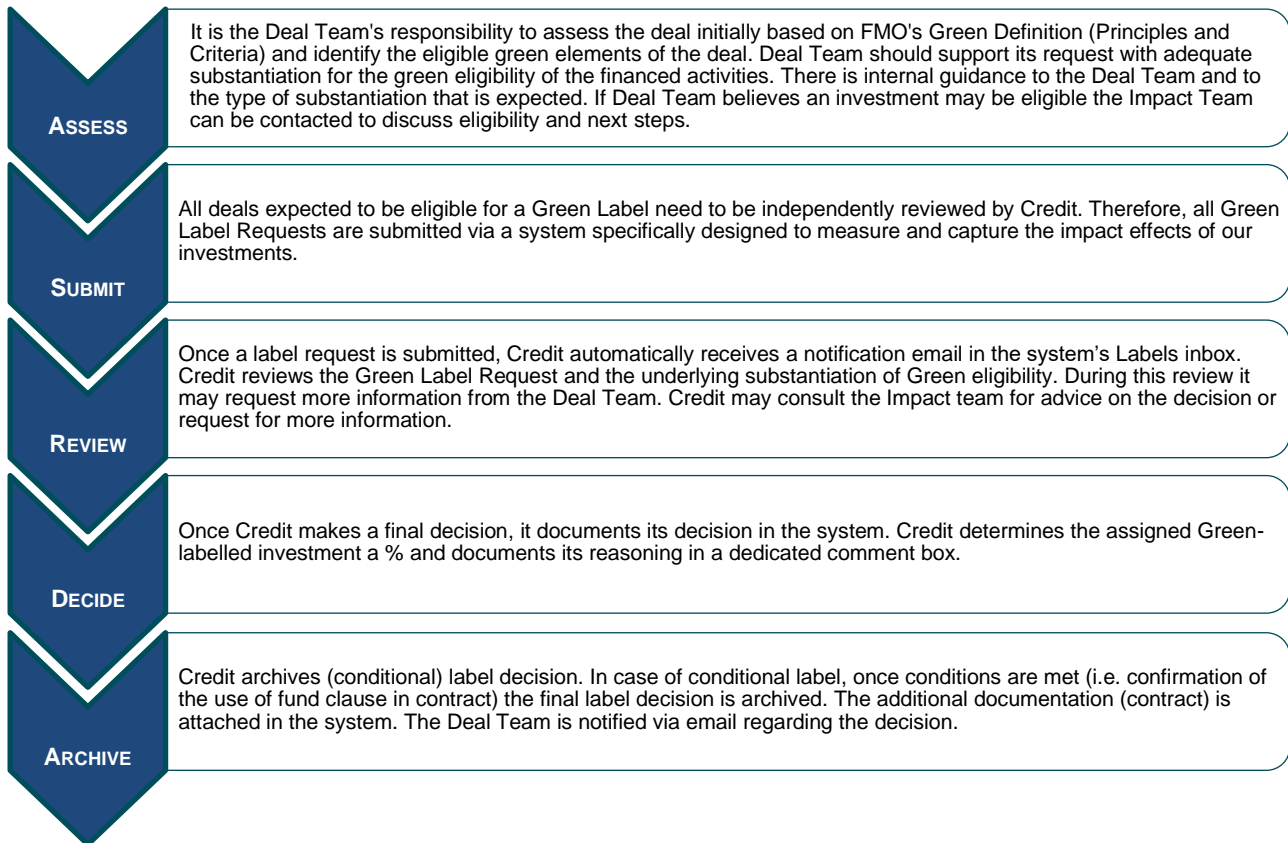 It is the Deal Team's responsibility to assess the deal initially based on FMO's Green Definition (Principles and
Criteria) and identify the eligible green elements of the deal. Deal Team should support its request with adequate
substantiation for the green eligibility of the financed activities. There is internal guidance to the Deal Team and to
the type of substantiation that is expected. If Deal Team believes an investment may be eligible the Impact Team
can be contacted to discuss eligibility and next steps.
ASSESS
All deals expected to be eligible for a Green Label need to be independently reviewed by Credit. Therefore, all Green
Label Requests are submitted via a system specifically designed to measure and capture the impact effects of our
investments.
SUBMIT
Once a label request is submitted, Credit automatically receives a notification email in the system's Labels inbox.
Credit reviews the Green Label Request and the underlying substantiation of Green eligibility. During this review it
may request more information from the Deal Team. Credit may consult the Impact team for advice on the decision or
request for more information.
REVIEW
Once Credit makes a final decision, it documents its decision in the system. Credit determines the assigned Green-
labelled investment a % and documents its reasoning in a dedicated comment box.
DECIDE
Credit archives (conditional) label decision. In case of conditional label, once conditions are met (i.e. confirmation of
the use of fund clause in contract) the final label decision is archived. The additional documentation (contract) is
attached in the system. The Deal Team is notified via email regarding the decision.
ARCHIVE